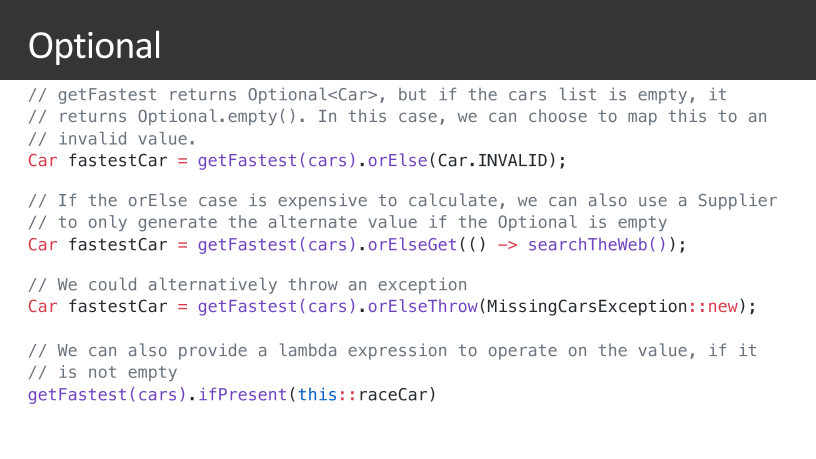 Optional
// getFastest returns Optional<Car>, but if the cars list is empty, it
// returns Optional.empty(). In this case, we can choose to map this to an
// invalid value.
Car fastestCar = getFastest(cars).orElse(Car.INVALID);
// If the orElse case is expensive to calculate, we can also use a Supplier
// to only generate the alternate value if the Optional is empty
Car fastestCar = getFastest(cars).orElseGet(() -> searchTheWeb());
// We could alternatively throw an exception
Car fastestCar = getFastest(cars).orElseThrow(MissingCarsException::new);
// We can also provide a lambda expression to operate on the value, if it
// is not empty
getFastest(cars).ifPresent(this::raceCar)